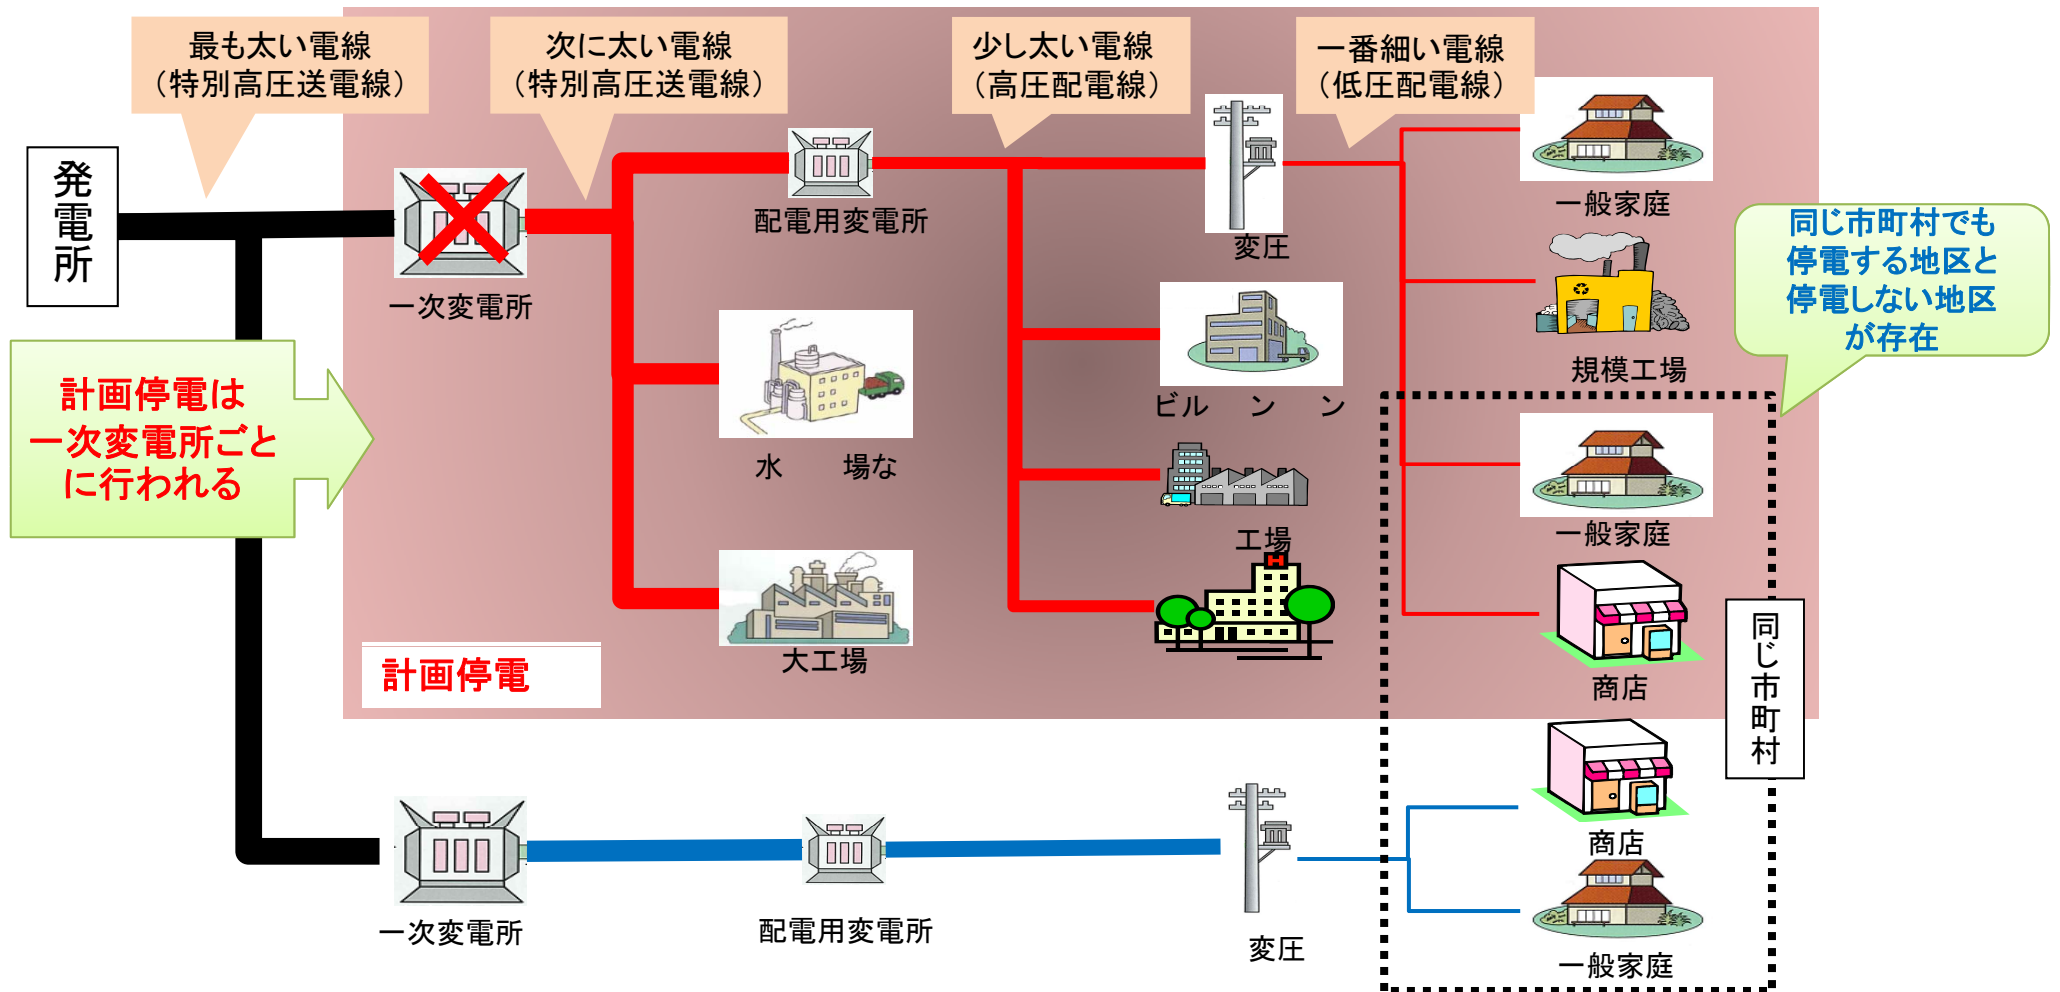 最も太い電線
（特別高圧送電線）
次に太い電線
（特別高圧送電線）
少し太い電線
（高圧配電線）
一番細い電線
（低圧配電線）
発電所
一次変電所
配電用変電所
変圧
一般家庭
同じ市町村でも
停電する地区と
停電しない地区
が存在
規模工場
計画停電は
一次変電所ごと
に行われる
ビル ン ン
水 場な
工場
H
一般家庭
大工場
計画停電
商店
同じ市町村
商店
一次変電所
配電用変電所
変圧
一般家庭